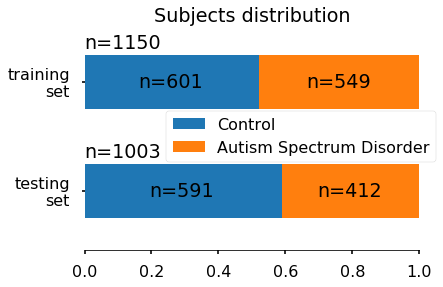 Subjects distribution
n=1150
training
set
n=601
n=549
Control
Autism Spectrum Disorder
n=1003
testing
set
n=591
n=412
0.0 0.2 0.4 0.6 0.8 1.0